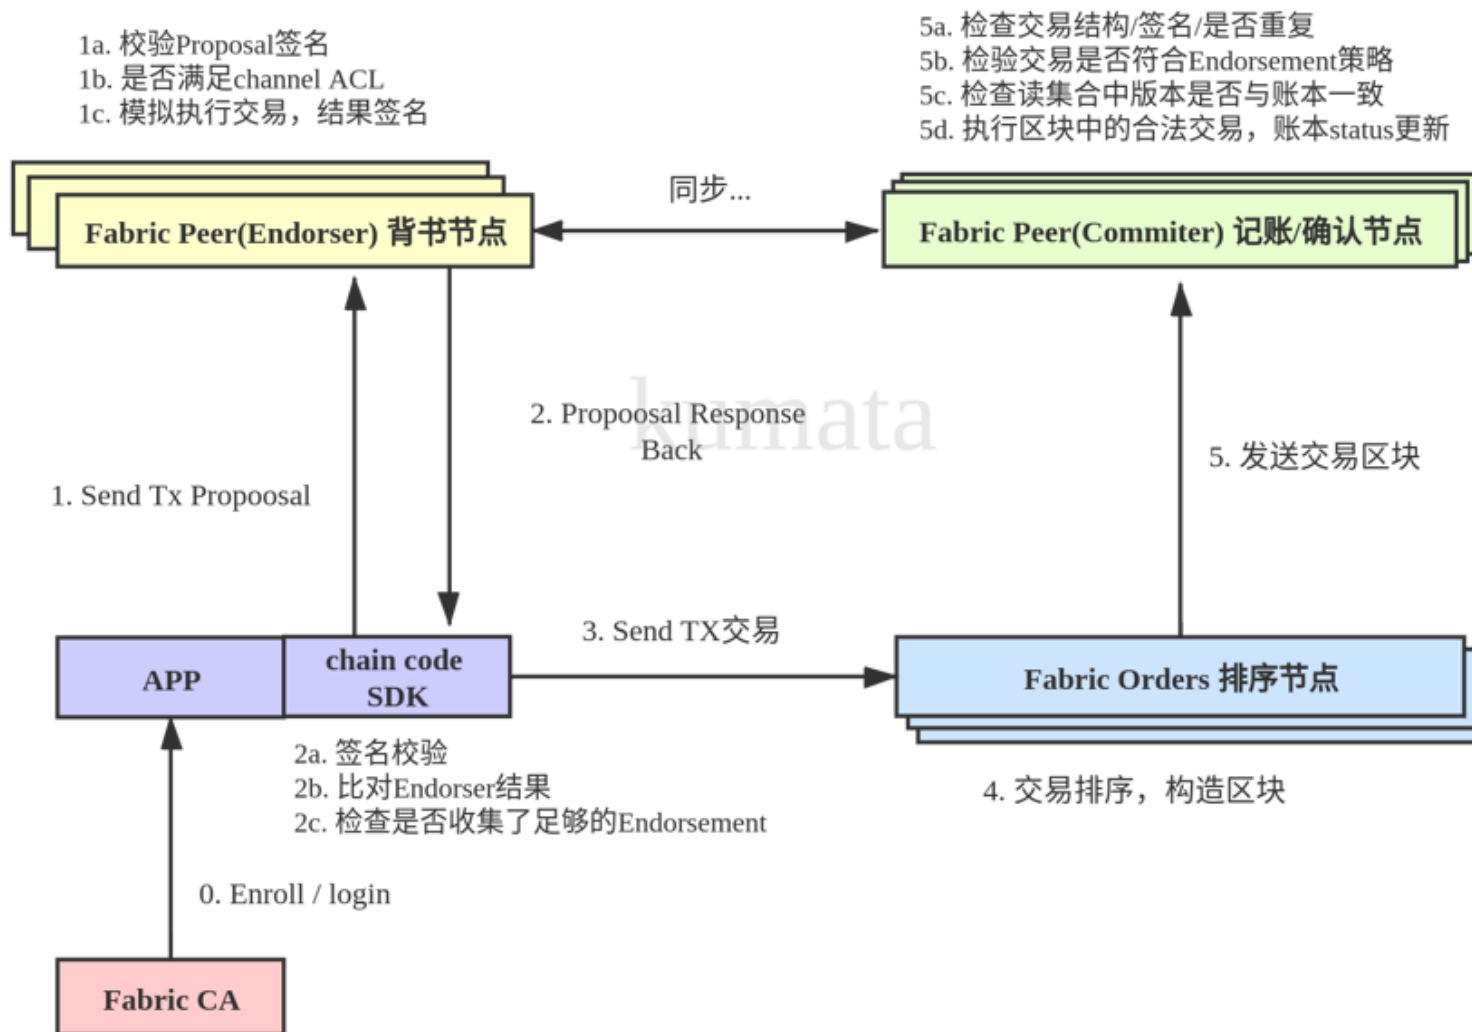 1a. 校验Proposal签名
1b. 是否满足channel ACL
1c. 模拟执行交易，结果签名
5a. 检查交易结构/签名/是否重复
5b. 检验交易是否符合Endorsement策略
5c. 检查读集合中版本是否与账本一致
5d. 执行区块中的合法交易，账本status更新
Fabric Peer(Endorser) 背书节点
同步...
Fabric Peer(Commiter) 记账/确认节点
kumata
2. Propoosal Response
Back
1. Send Tx Propoosal
5. 发送交易区块
3. Send TX交易
APP
chain code
SDK
Fabric Orders 排序节点
2a. 签名校验
2b. 比对Endorser结果
2c. 检查是否收集了足够的Endorsement
4. 交易排序，构造区块
0. Enroll / login
Fabric CA